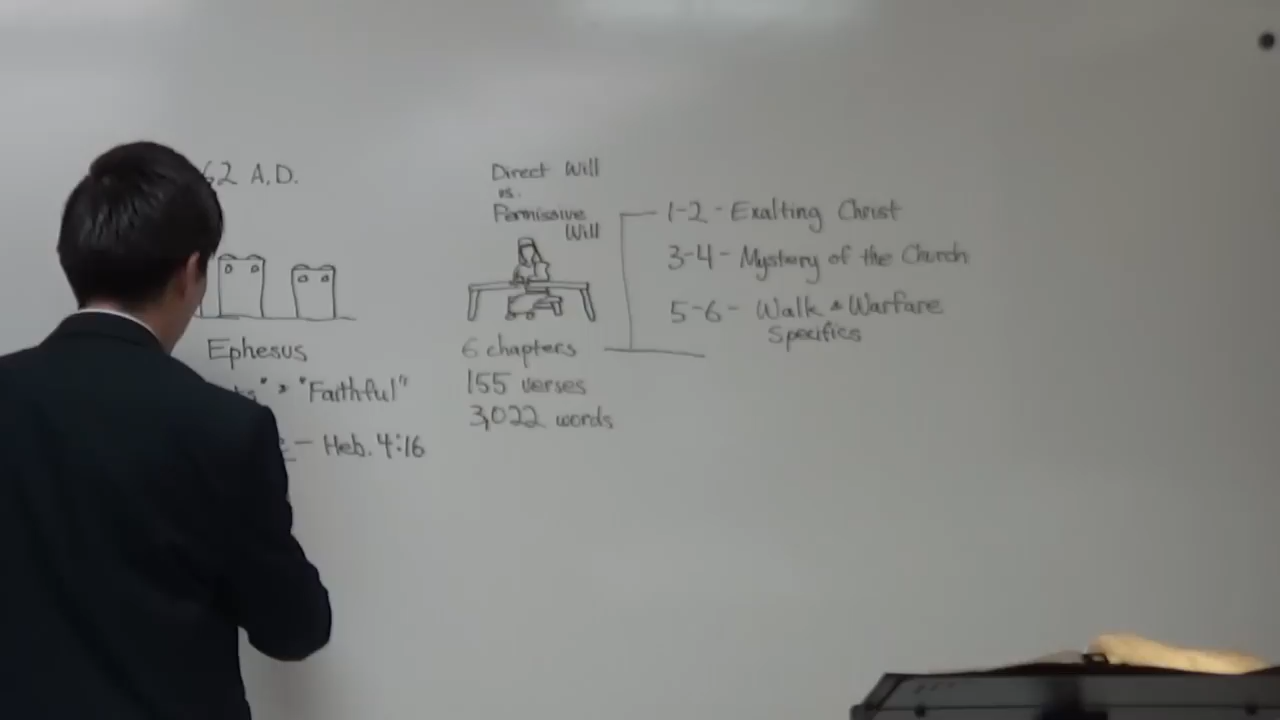 62 A.D.
Ephesus
" & "Faithful"
– Heb. 4:16
Direct Will
vs.
Permissive
Will
6 chapters
155 verses
3,022 words
1-2 - Exalting Christ
3-4 - Mystery of the Church
5-6 - Walk & Warfare
Specifics